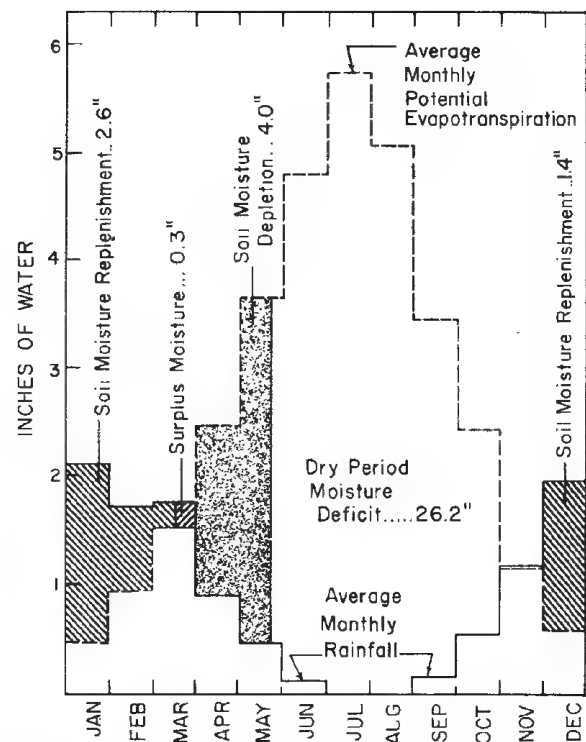 6
5
4
3
2
1
INCHES OF WATER
Soil Moisture Replenishment..2.6"
Surplus Moisture...0.3"
Soil Moisture
Depletion..4.0"
Average
Monthly
Potential
Evapotranspiration
Soil Moisture Replenishment..1.4"
Dry Period
Moisture
Deficit.....26.2"
Average
Monthly
Rainfall
JAN
FEB
MAR
APR
MAY
JUN
JUL
AUG
SEP
OCT
NOV
DEC